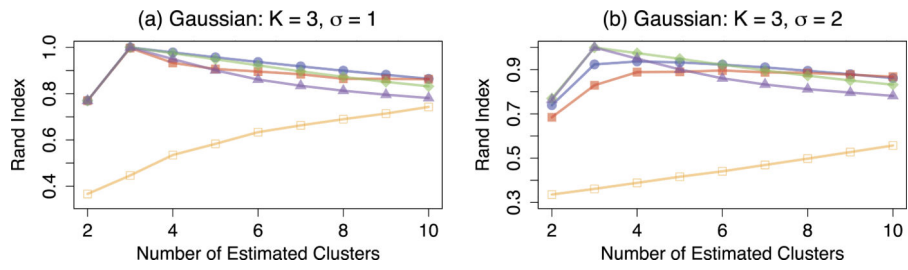 (a) Gaussian: K = 3, σ = 1
Rand Index
1.0
0.8
0.6
0.4
2 4 6 8 10
Number of Estimated Clusters
(b) Gaussian: K = 3, σ = 2
Rand Index
0.9
0.7
0.5
0.3
2 4 6 8 10
Number of Estimated Clusters